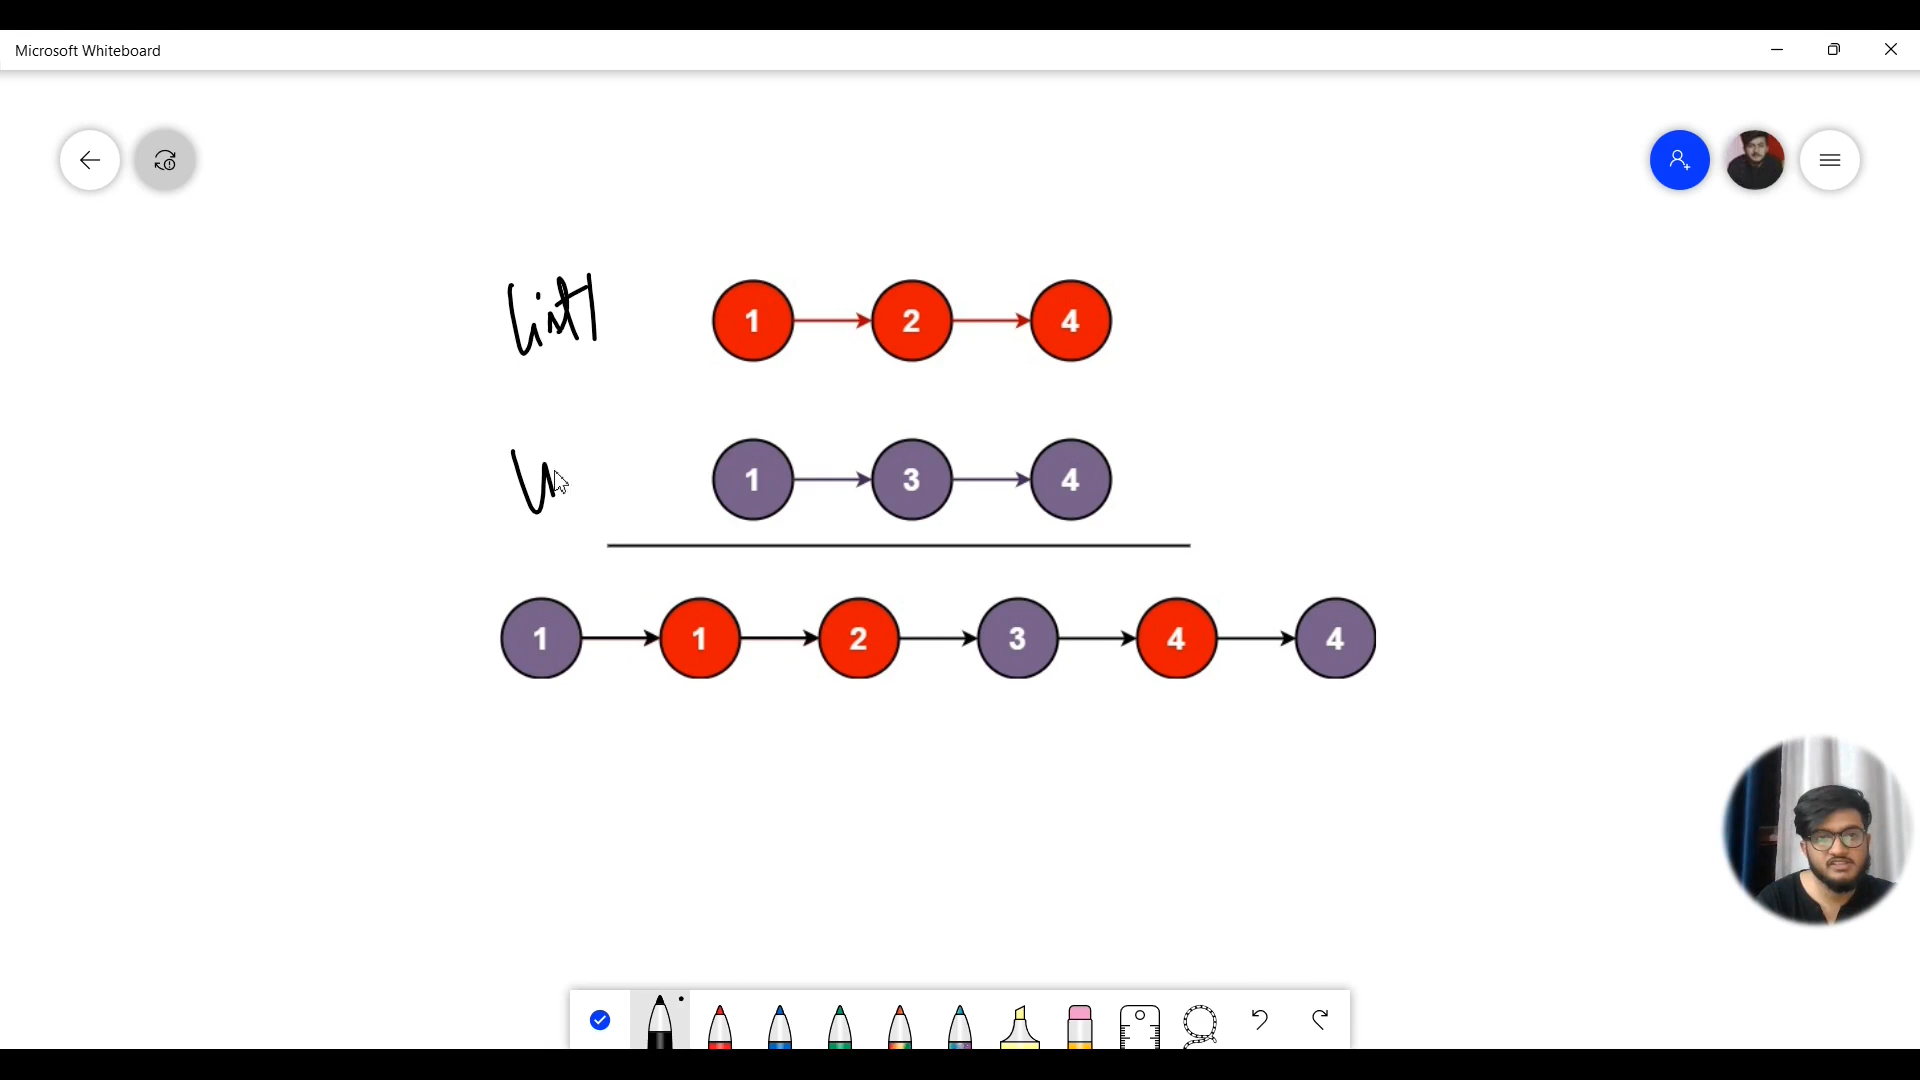 Microsoft Whiteboard
list1
1 2 4
1 3 4
1 1 2 3 4 4